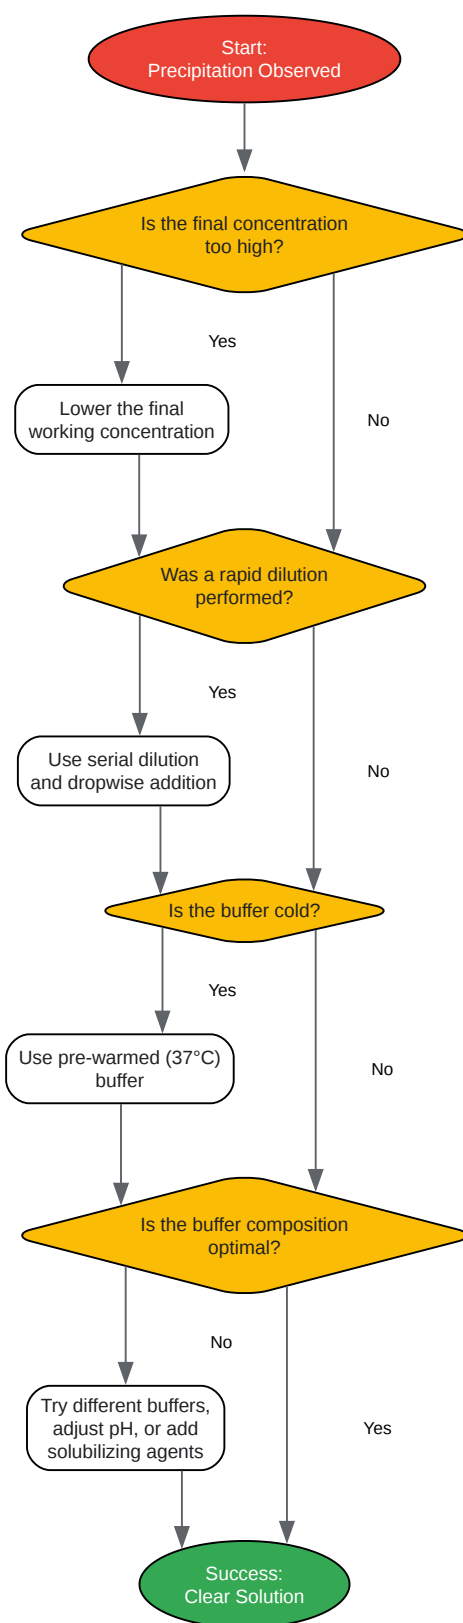 Start:
Precipitation Observed
Is the final concentration
too high?
Yes
Lower the final
working concentration
No
Was a rapid dilution
performed?
Yes
Use serial dilution
and dropwise addition
No
Is the buffer cold?
Yes
Use pre-warmed (37°C)
buffer
No
Is the buffer composition
optimal?
No
Try different buffers,
adjust pH, or add
solubilizing agents
Yes
Success:
Clear Solution